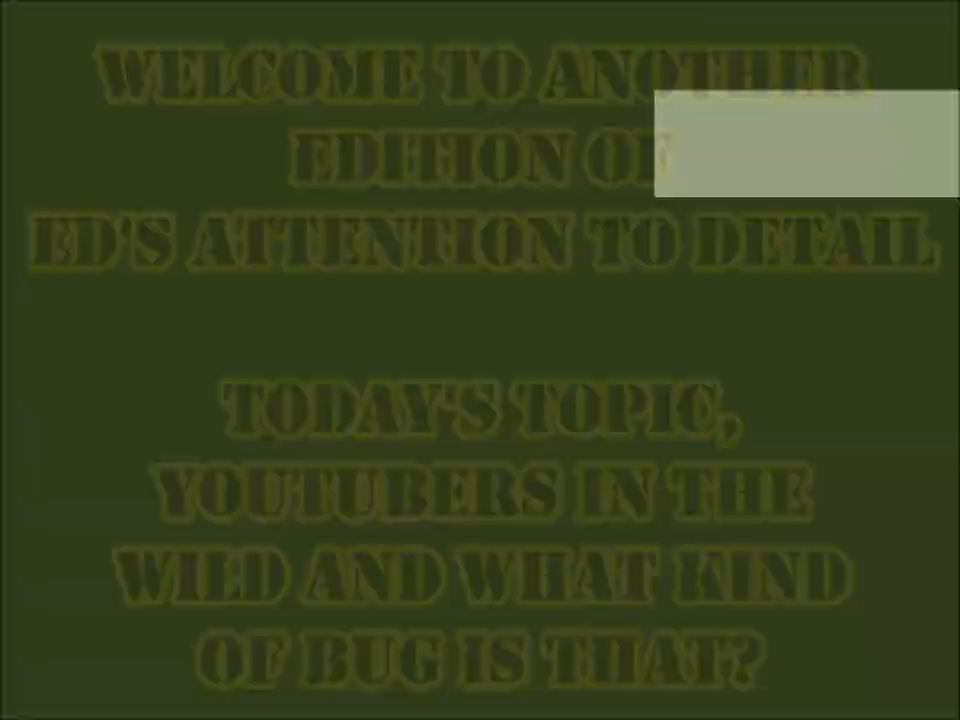 WELCOME TO ANOTHER
EDITION OF
ED'S ATTENTION TO DETAIL
TODAY'S TOPIC,
YOUTUBERS IN THE
WILD AND WHAT KIND
OF BUG IS THAT?